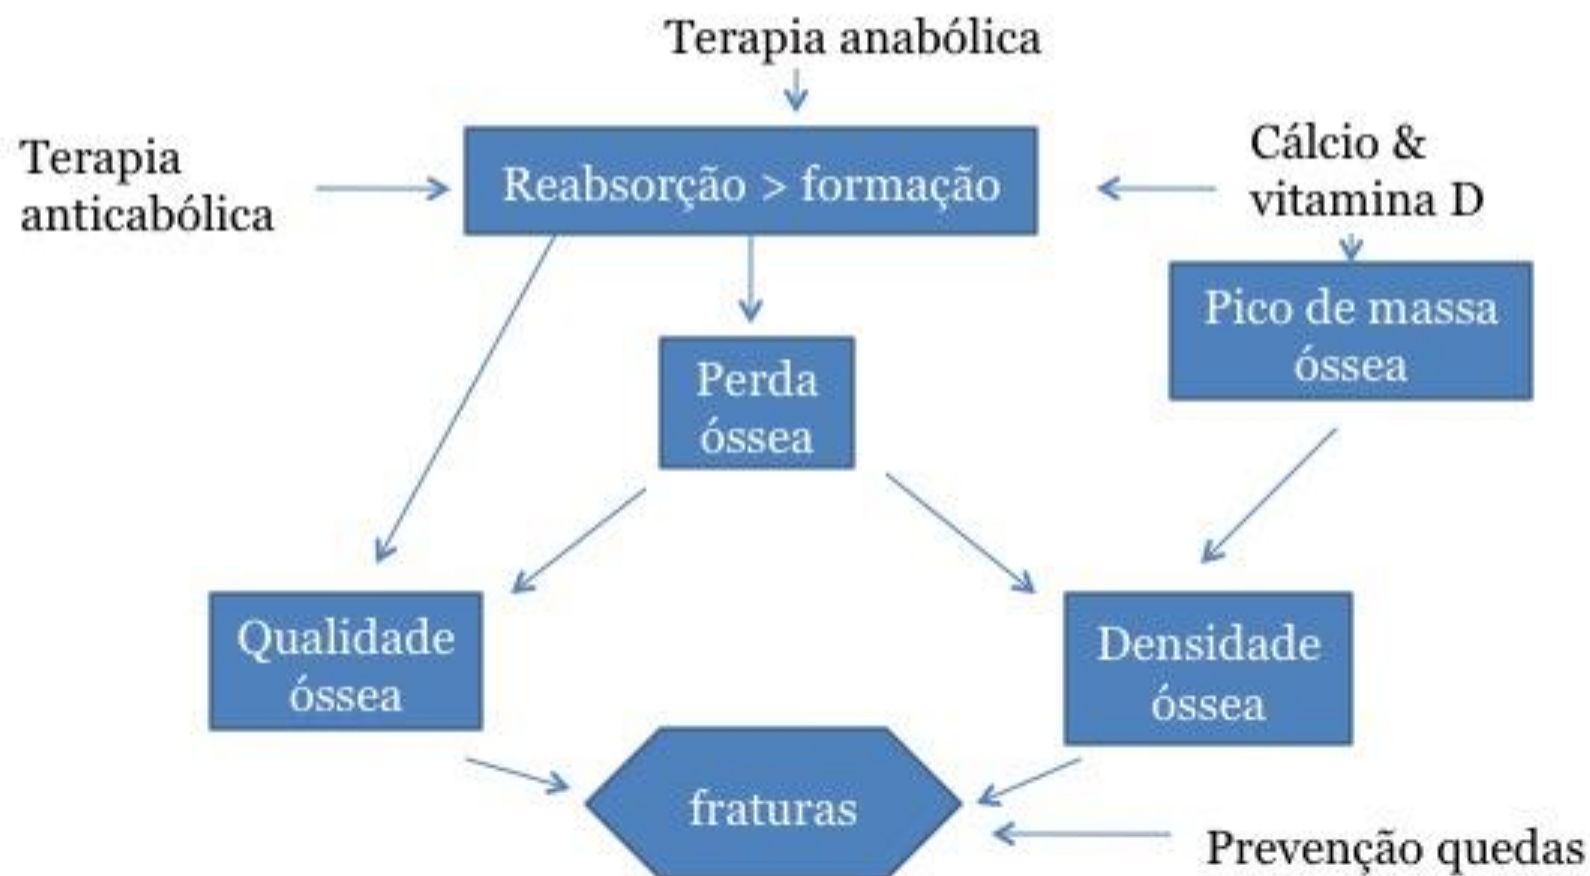 Terapia anabólica
Terapia
anticabólica
Reabsorção > formação
Cálcio &
vitamina D
Pico de massa
óssea
Perda
óssea
Qualidade
óssea
Densidade
óssea
fraturas
Prevenção quedas